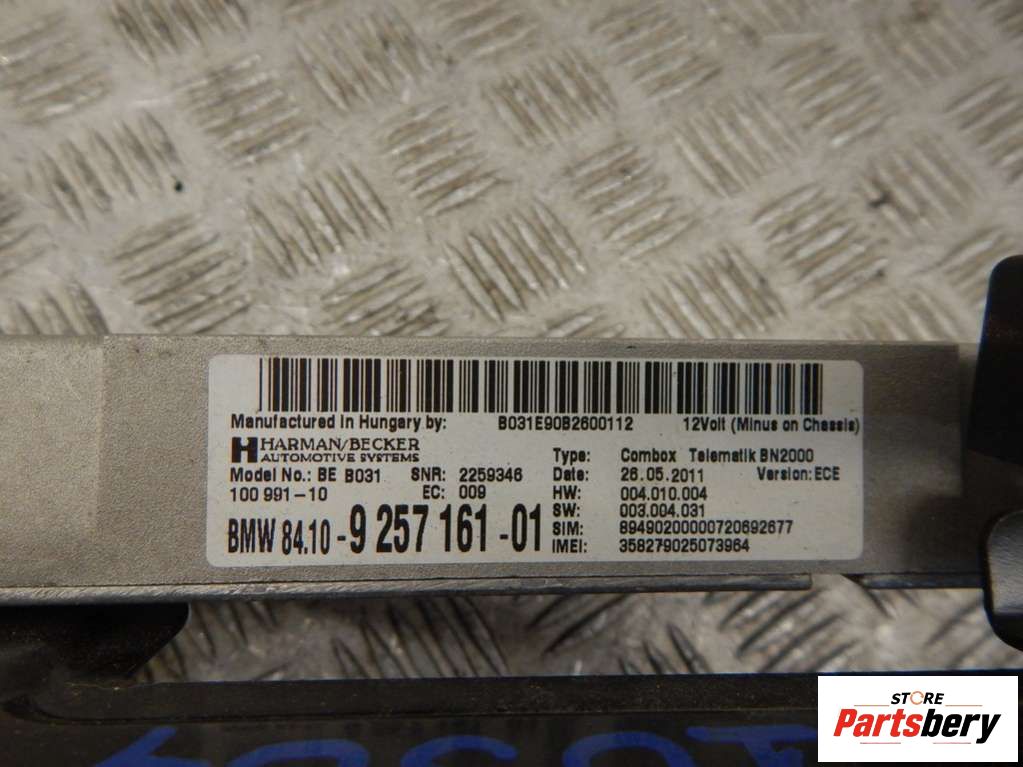 Manufactured In Hungary by: B031E90B2600112 12Volt (Minus on Chassis)
HARMAN/BECKER
AUTOMOTIVE SYSTEMS
Type: Combox Telematik BN2000
Model No.: BE B031 SNR: 2259346 Date: 26.05.2011 Version: ECE
100 991-10 EC: 009 HW: 004.010.004
SW: 003.004.031
BMW 84.10 - 9 257 161 - 01 SIM: 89490200000720692677
IMEI: 358279025073964
STORE
Partsbery